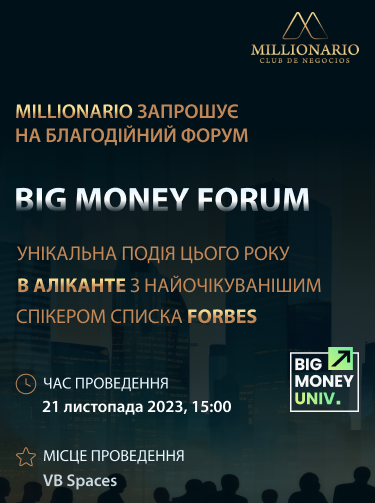 MILLIONARIO
CLUB DE NEGOCIOS
MILLIONARIO ЗАПРОШУЄ
НА БЛАГОДІЙНИЙ ФОРУМ
BIG MONEY FORUM
УНІКАЛЬНА ПОДІЯ ЦЬОГО РОКУ
В АЛІКАНТЕ З НАЙОЧІКУВАНІШИМ
СПІКЕРОМ СПИСКА FORBES
BIG
MONEY
UNIV.
ЧАС ПРОВЕДЕННЯ
21 листопада 2023, 15:00
МІСЦЕ ПРОВЕДЕННЯ
VB Spaces